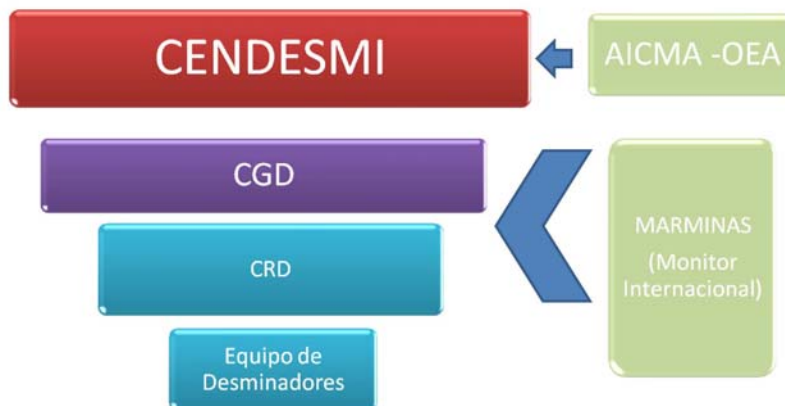 CENDESMI
AICMA -OEA
CGD
CRD
Equipo de
Desminadores
MARMINAS
(Monitor
Internacional)